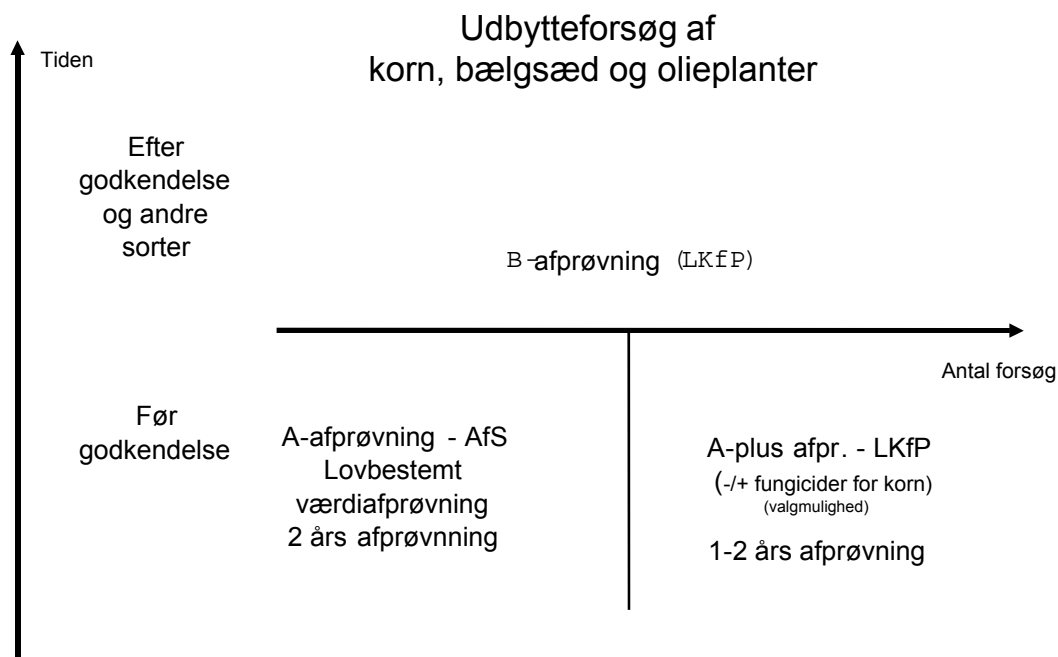 Udbytteforsøg af
korn, bælgsæd og olieplanter
Tiden
Efter
godkendelse
og andre
sorter
B-afprøvning (LKfP)
Antal forsøg
Før
godkendelse
A-afprøvning - AfS
Lovbestemt
værdiafprøvning
2 års afprøvnning
A-plus afpr. - LKfP
(-/+ fungicider for korn)
(valgmulighed)
1-2 års afprøvning